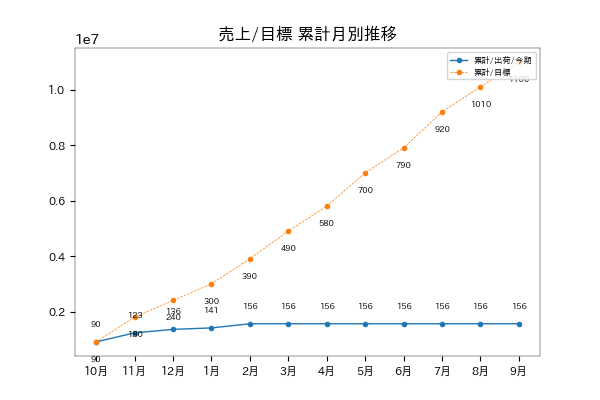 売上/目標 累計月別推移
1e7
累計/出荷/今期
累計/目標
1.0
0.8
0.6
0.4
0.2
1100
1010
920
790
700
580
490
390
300
240
180
90
90
123
136
141
156
156
156
156
156
156
156
156
10月
11月
12月
1月
2月
3月
4月
5月
6月
7月
8月
9月